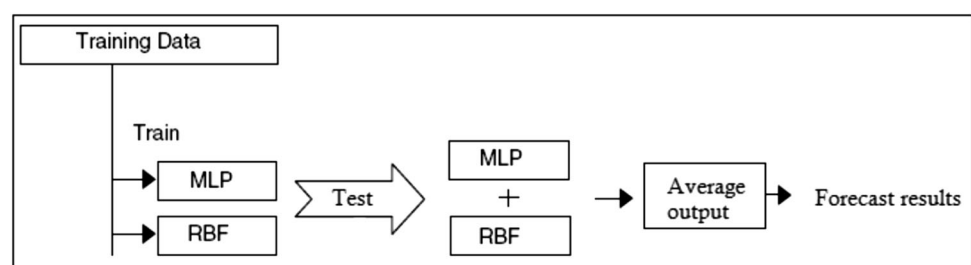 Training Data
Train
MLP
RBF
Test
MLP
+
RBF
Average
output
Forecast results